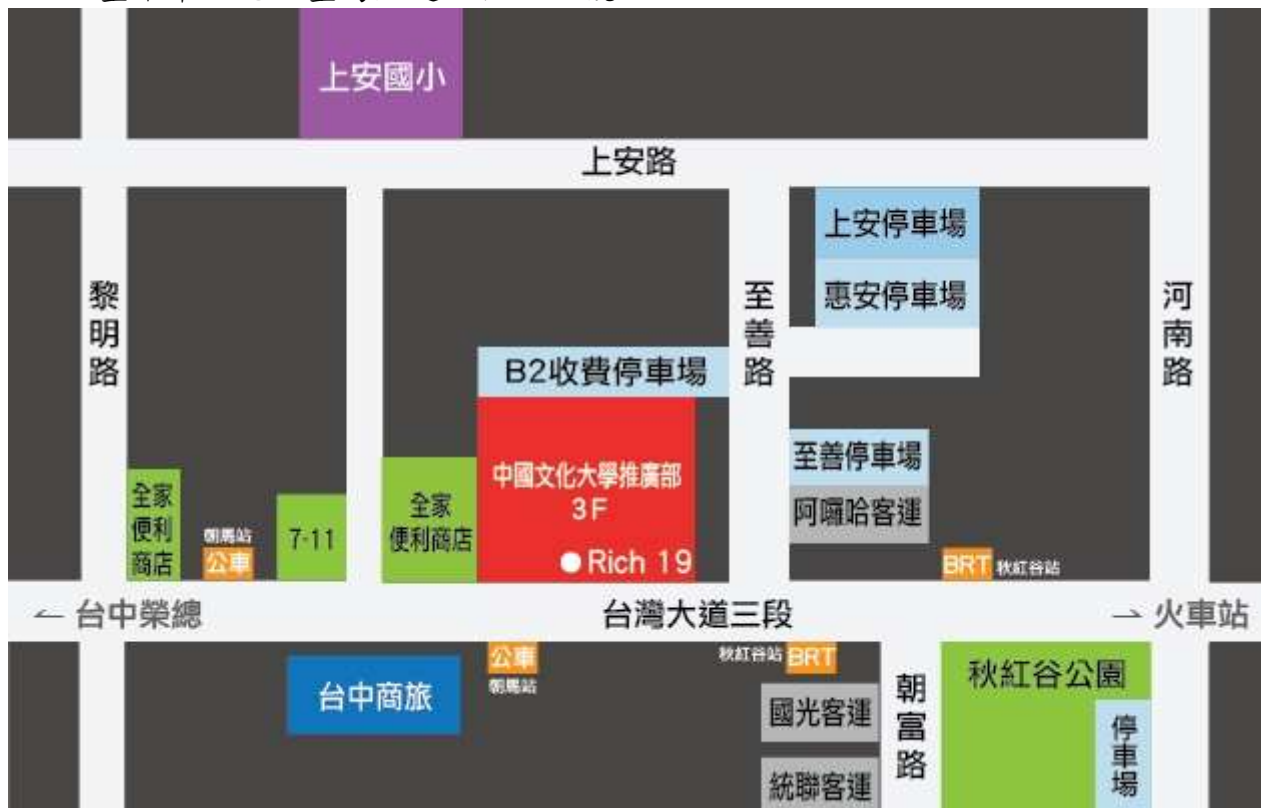 上安國小
上安路
上安停車場
惠安停車場
黎明路
至善路
河南路
B2收費停車場
中國文化大學推廣部
3F
Rich 19
至善停車場
阿囉哈客運
全家
便利
商店
朝馬站
公車
7-11
全家
便利商店
BRT 秋紅谷站
← 台中榮總
台灣大道三段
→ 火車站
公車
朝馬站
秋紅谷站 BRT
台中商旅
國光客運
統聯客運
朝富路
秋紅谷公園
停車場